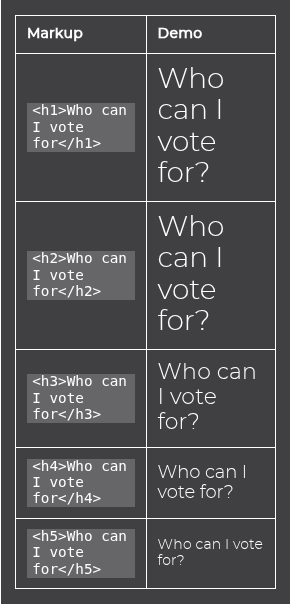 Markup Demo
<h1>Who can
I vote
for</h1>
Who
can I
vote
for?
<h2>Who can
I vote
for</h2>
Who
can I
vote
for?
<h3>Who can
I vote
for</h3>
Who can
I vote
for?
<h4>Who can
I vote
for</h4>
Who can I
vote for?
<h5>Who can
I vote
for</h5>
Who can I vote
for?